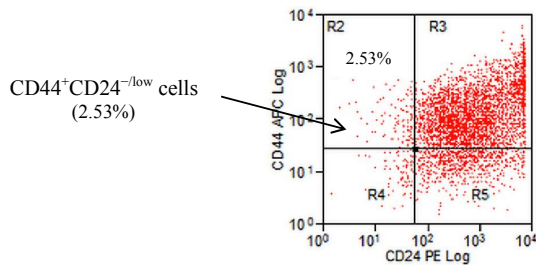 CD44⁺CD24⁻/ˡᵒʷ cells
(2.53%)
R2
R3
2.53%
R4
R5
CD44 APC Log
10⁴
10³
10²
10¹
10⁰
10⁰
10¹
10²
10³
10⁴
CD24 PE Log